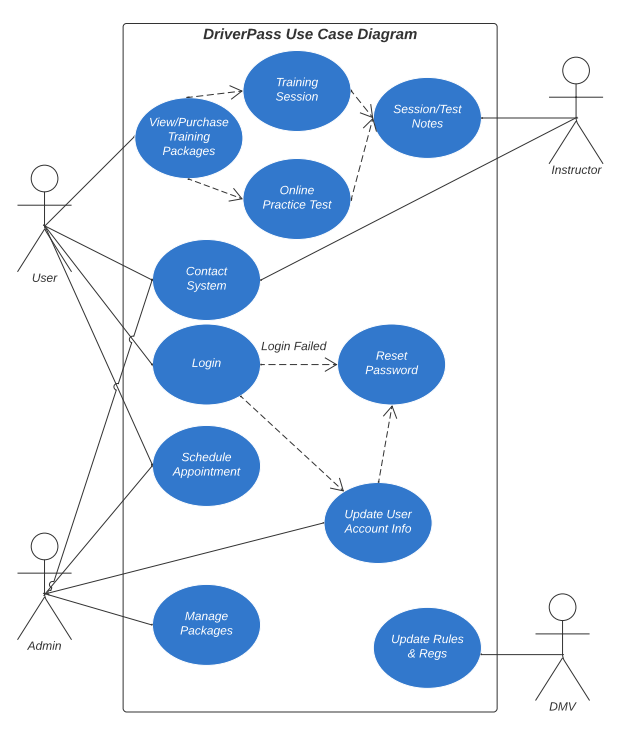 DriverPass Use Case Diagram
Training
Session
Session/Test
Notes
View/Purchase
Training
Packages
Instructor
Online
Practice Test
User
Contact
System
Login Failed
Login
Reset
Password
Schedule
Appointment
Update User
Account Info
Manage
Packages
Admin
Update Rules
& Regs
DMV